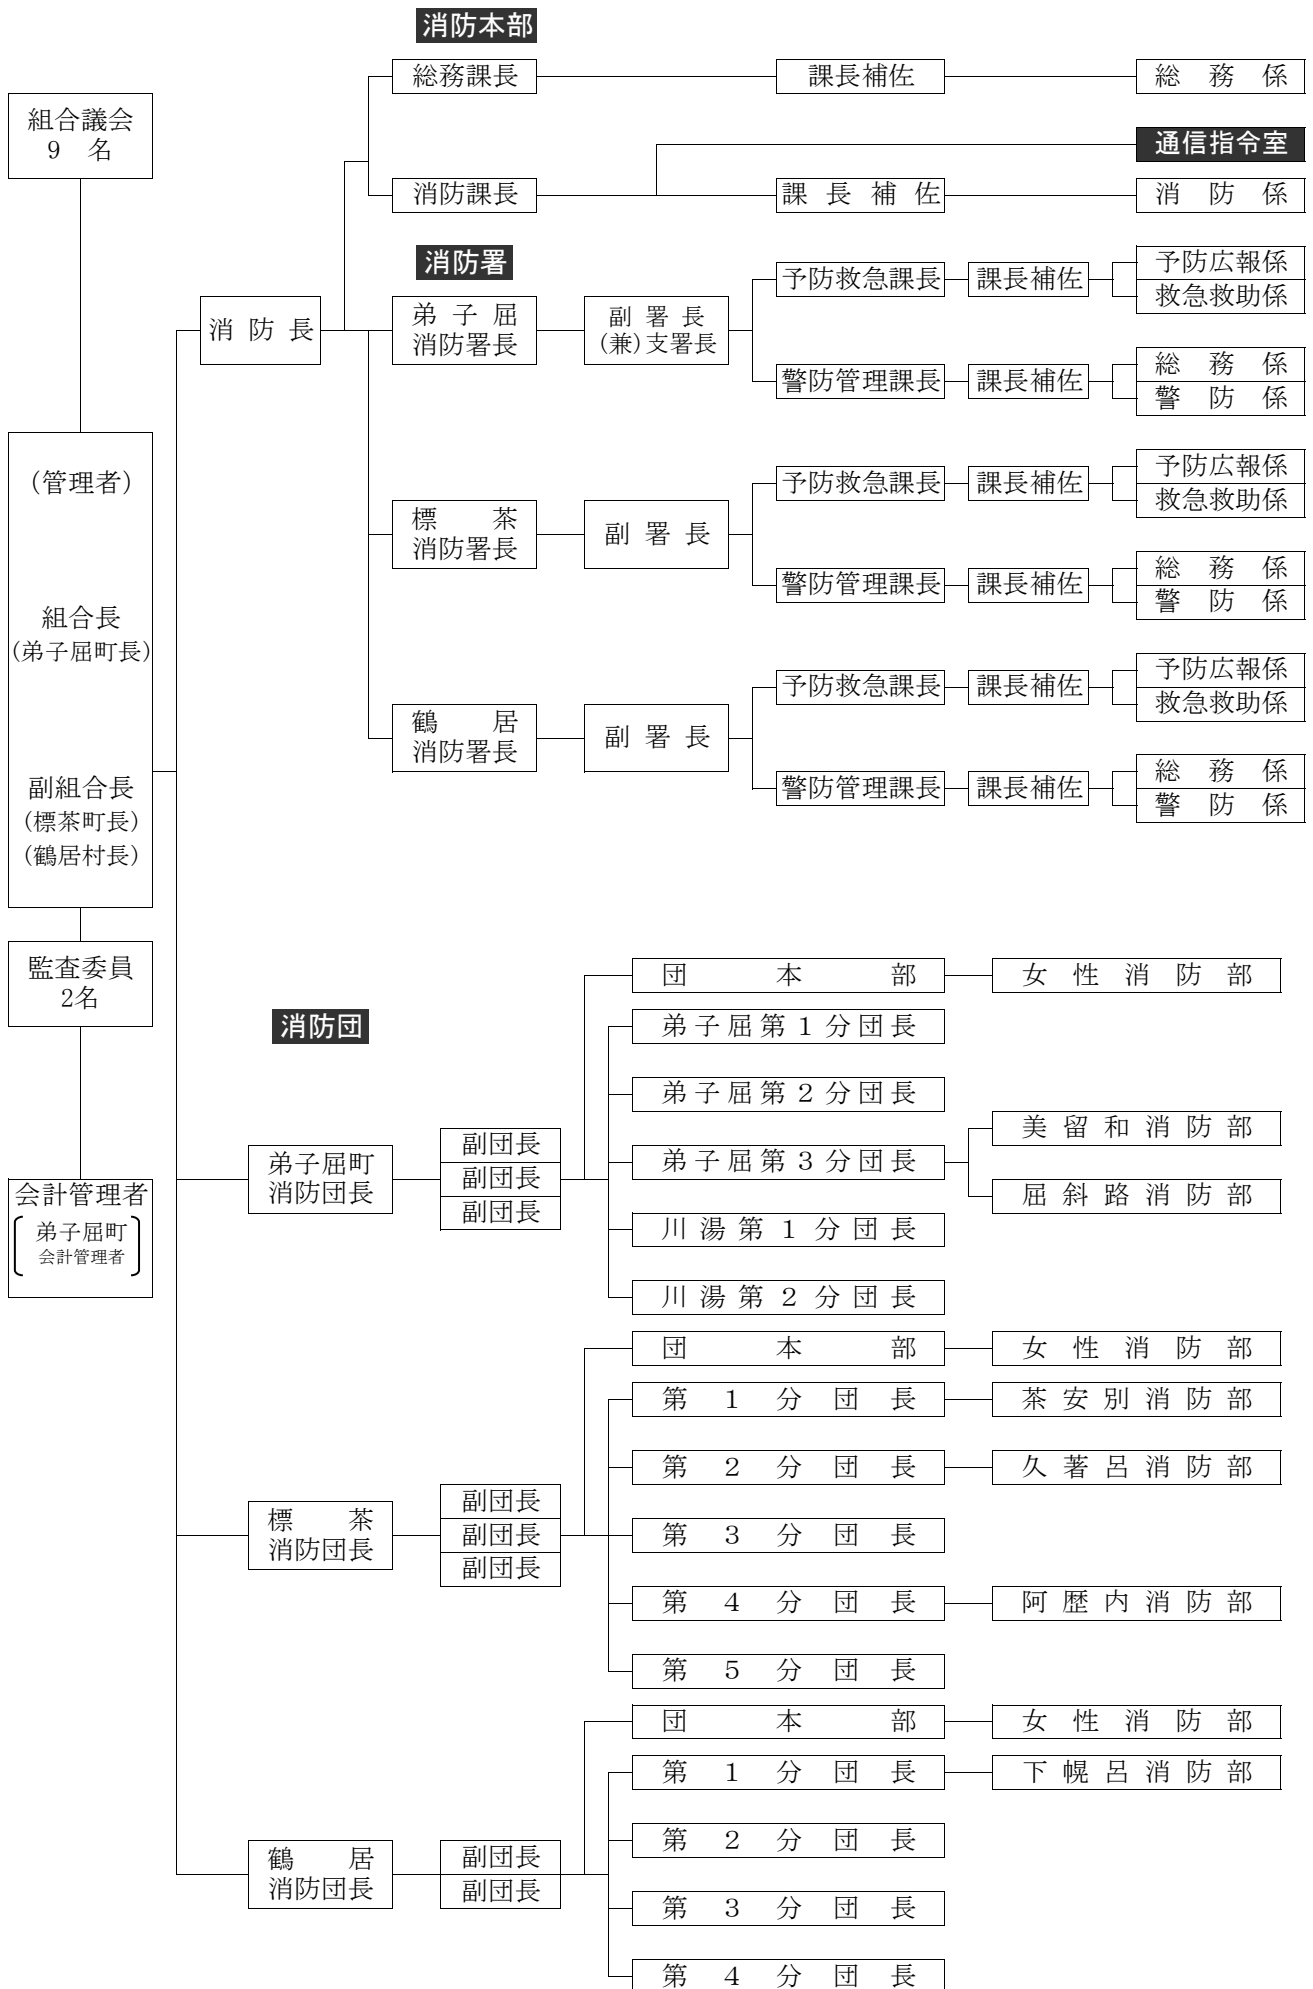 消防本部
総務課長
課長補佐
総務係
組合議会
9 名
通信指令室
消防課長
課長補佐
消防係
消防署
消防長
弟子屈
消防署長
副署長
(兼)支署長
予防救急課長
課長補佐
予防広報係
救急救助係
警防管理課長
課長補佐
総務係
警防係
標茶
消防署長
副署長
予防救急課長
課長補佐
予防広報係
救急救助係
警防管理課長
課長補佐
総務係
警防係
鶴居
消防署長
副署長
予防救急課長
課長補佐
予防広報係
救急救助係
警防管理課長
課長補佐
総務係
警防係
(管理者)
組合長
(弟子屈町長)
副組合長
(標茶町長)
(鶴居村長)
監査委員
2名
会計管理者
弟子屈町
会計管理者
消防団
弟子屈町
消防団長
副団長
副団長
副団長
団本部
女性消防部
弟子屈第1分団長
弟子屈第2分団長
弟子屈第3分団長
美留和消防部
屈斜路消防部
川湯第1分団長
川湯第2分団長
標茶
消防団長
副団長
副団長
副団長
団本部
女性消防部
第1分団長
茶安別消防部
第2分団長
久著呂消防部
第3分団長
第4分団長
阿歴内消防部
第5分団長
鶴居
消防団長
副団長
副団長
団本部
女性消防部
第1分団長
下幌呂消防部
第2分団長
第3分団長
第4分団長